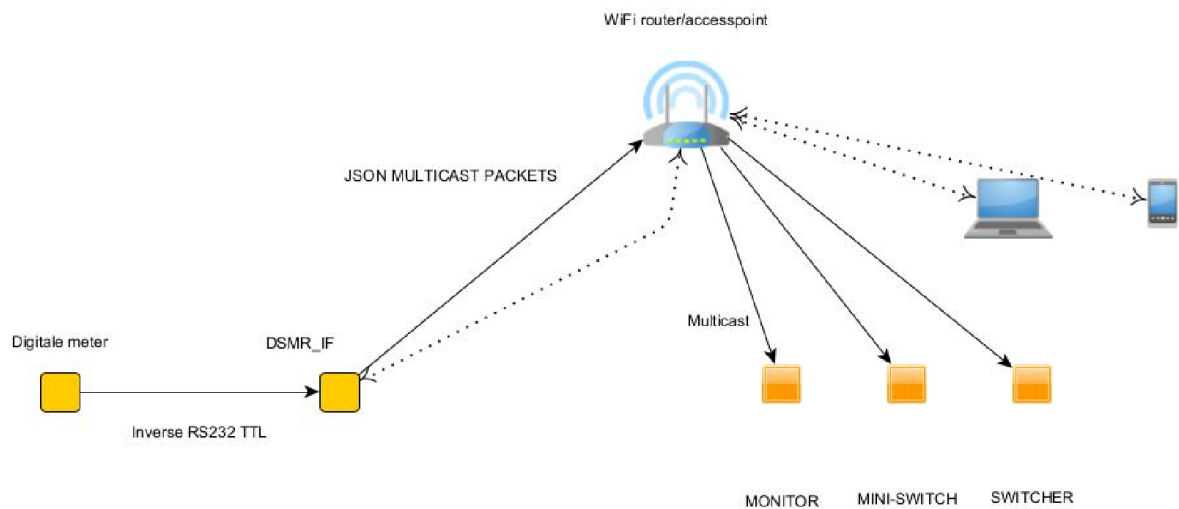 WiFi router/accesspoint
JSON MULTICAST PACKETS
Multicast
Digitale meter
DSMR_IF
Inverse RS232 TTL
MONITOR
MINI-SWITCH
SWITCHER